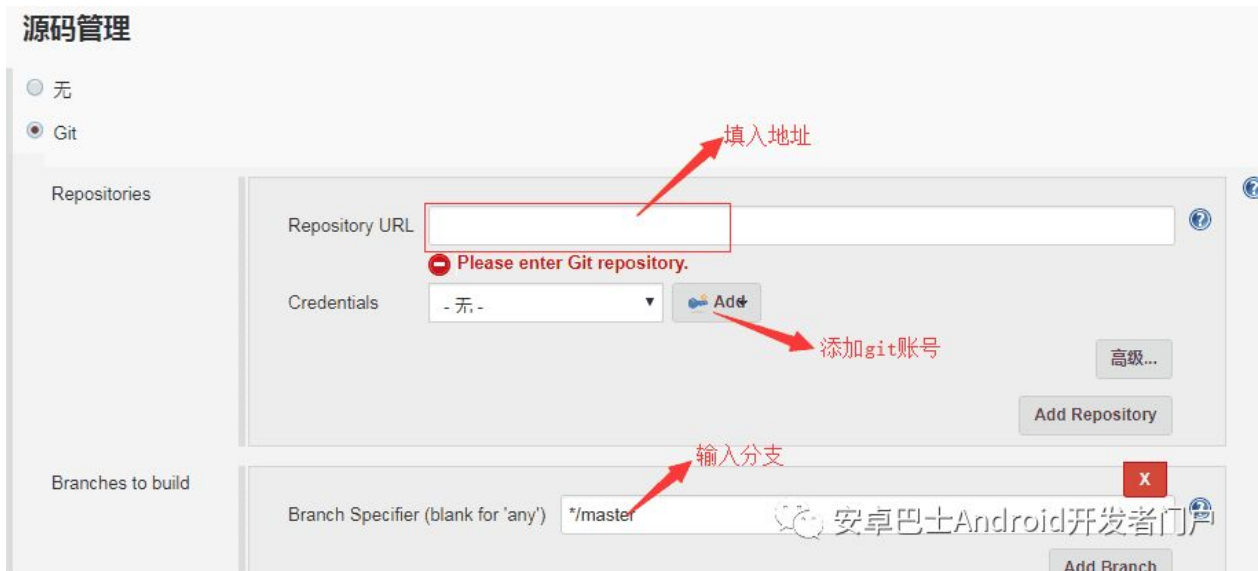 源码管理
无
Git
填入地址
Repositories
Repository URL
Please enter Git repository.
Credentials
- 无 -
Add
添加git账号
高级...
Add Repository
输入分支
Branches to build
X
Branch Specifier (blank for 'any')
*/master
安卓巴士Android开发者门户
Add Branch